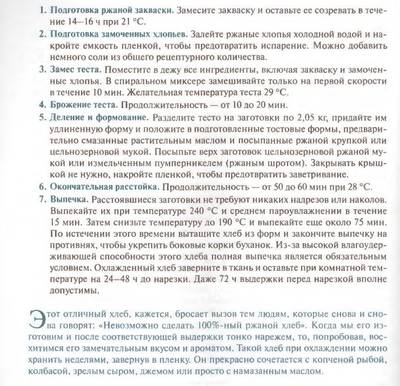 1. Подготовка ржаной закваски. Замесите закваску и оставьте ее созревать в тече-
ние 14–16 ч при 21 °C.
2. Подготовка замоченных хлопьев. Залейте ржаные хлопья холодной водой и на-
кройте емкость пленкой, чтобы предотвратить испарение. Можно добавить
немного соли из общего рецептурного количества.
3. Замес теста. Поместите в дежу все ингредиенты, включая закваску и замочен-
ные хлопья. В спиральном миксере замешивайте только на первой скорости
в течение 10 мин. Желательная температура теста 29 °C.
4. Брожение теста. Продолжительность — от 10 до 20 мин.
5. Деление и формование. Разделите тесто на заготовки по 2,05 кг, придайте им
удлиненную форму и положите в подготовленные тостовые формы, предвари-
тельно смазанные растительным маслом и посыпанные ржаной крупкой или
цельнозерновой мукой. Посыпьте верх заготовок цельнозерновой ржаной му-
кой или измельченным пумперникелем (ржаным шротом). Закрывать крыш-
кой не нужно, накройте пленкой, чтобы предотвратить заветривание.
6. Окончательная расстойка. Продолжительность — от 50 до 60 мин при 28 °C.
7. Выпечка. Расстоявшиеся заготовки не требуют никаких надрезов или наколов.
Выпекайте их при температуре 240 °C и среднем пароувлажнении в течение
15 мин. Затем снизьте температуру до 190 °C и выпекайте еще около 75 мин.
По истечении этого времени вытащите хлеб из форм и закончите выпечку на
противнях, чтобы укрепить боковые корки буханок. Из-за высокой влагоудер-
живающей способности этого хлеба полная выпечка является обязательным
условием. Охлажденный хлеб заверните в ткань и оставьте при комнатной тем-
пературе на 24–48 ч до нарезки. Даже 72 ч выдержки перед нарезкой вполне
допустимы.
Этот отличный хлеб, кажется, бросает вызов тем людям, которые снова и сно-
ва говорят: «Невозможно сделать 100%-ный ржаной хлеб». Когда мы его из-
готовим и после соответствующей выдержки тонко нарежем, то, попробовав, вос-
хитимся его замечательным вкусом и ароматом. Такой хлеб при охлаждении можно
хранить неделями, завернув в пленку. Он прекрасно сочетается с копченой рыбой,
колбасой, зрелым сыром, джемом или просто с намазанным маслом.